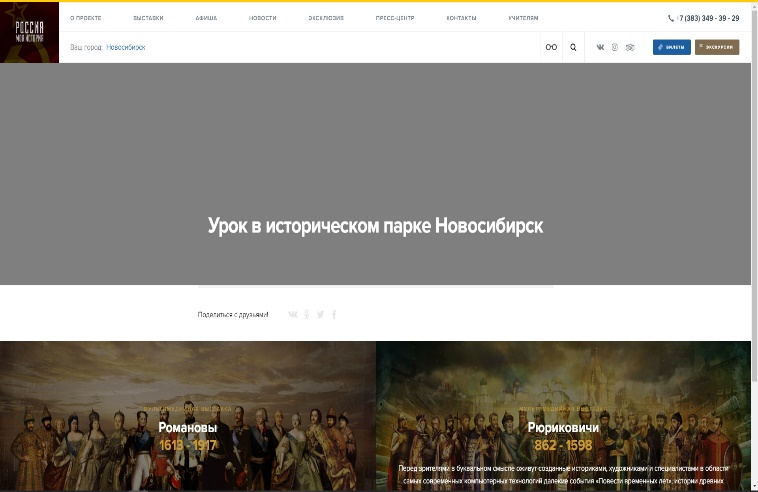 РОССИЯ
МОЯ ИСТОРИЯ
О ПРОЕКТЕ ВЫСТАВКИ АФИША НОВОСТИ ЭКСКЛЮЗИВ ПРЕСС-ЦЕНТР КОНТАКТЫ УЧИТЕЛЯМ
+7 (383) 349 - 39 - 29
Ваш город: Новосибирск
БИЛЕТЫ
ЭКСКУРСИИ
Урок в историческом парке Новосибирск
Поделиться с друзьями!
МУЛЬТИМЕДИЙНАЯ ВЫСТАВКА
Романовы
1613 - 1917
МУЛЬТИМЕДИЙНАЯ ВЫСТАВКА
Рюриковичи
862 - 1598
Перед зрителями в буквальном смысле оживут созданные историками, художниками и специалистами в области
самых современных компьютерных технологий далекие события «Повести временных лет», истории древних